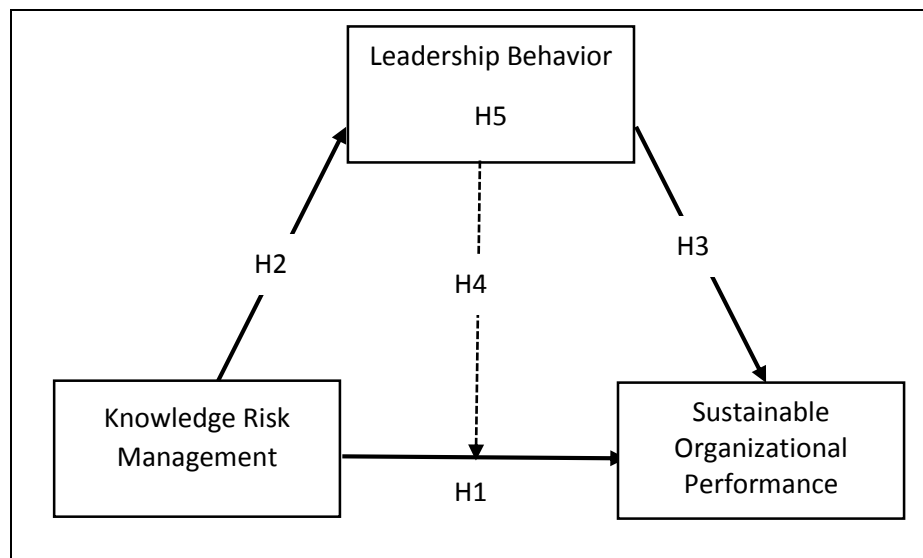 Leadership Behavior
H5
H2
H3
H4
Knowledge Risk
Management
H1
Sustainable
Organizational
Performance